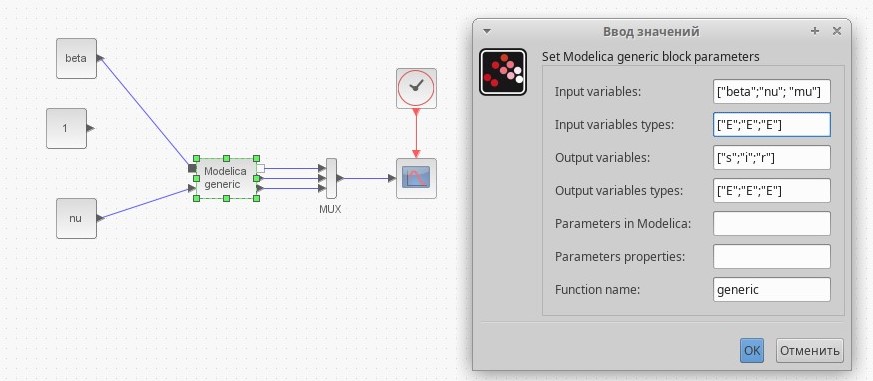 beta
1
nu
Modelica
generic
MUX
Ввод значений
Set Modelica generic block parameters
Input variables: ["beta";"nu"; "mu"]
Input variables types: ["E";"E";"E"]
Output variables: ["s";"i";"r"]
Output variables types: ["E";"E";"E"]
Parameters in Modelica:
Parameters properties:
Function name: generic
OK Отменить